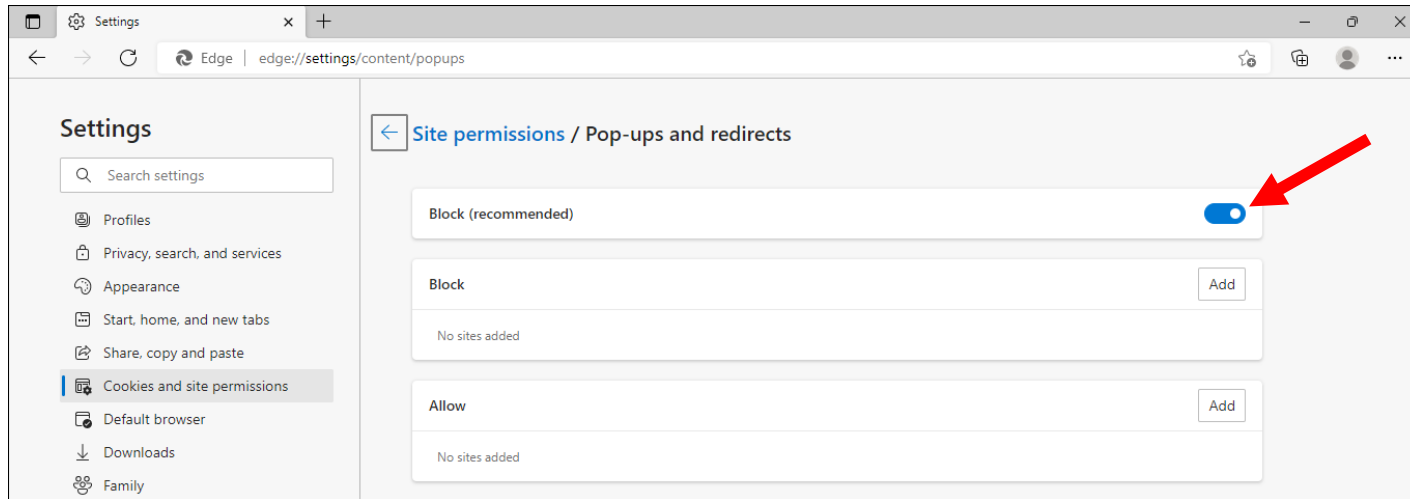 Settings
Edge | edge://settings/content/popups
Settings
Search settings
Profiles
Privacy, search, and services
Appearance
Start, home, and new tabs
Share, copy and paste
Cookies and site permissions
Default browser
Downloads
Family
Site permissions / Pop-ups and redirects
Block (recommended)
Block
Add
No sites added
Allow
Add
No sites added